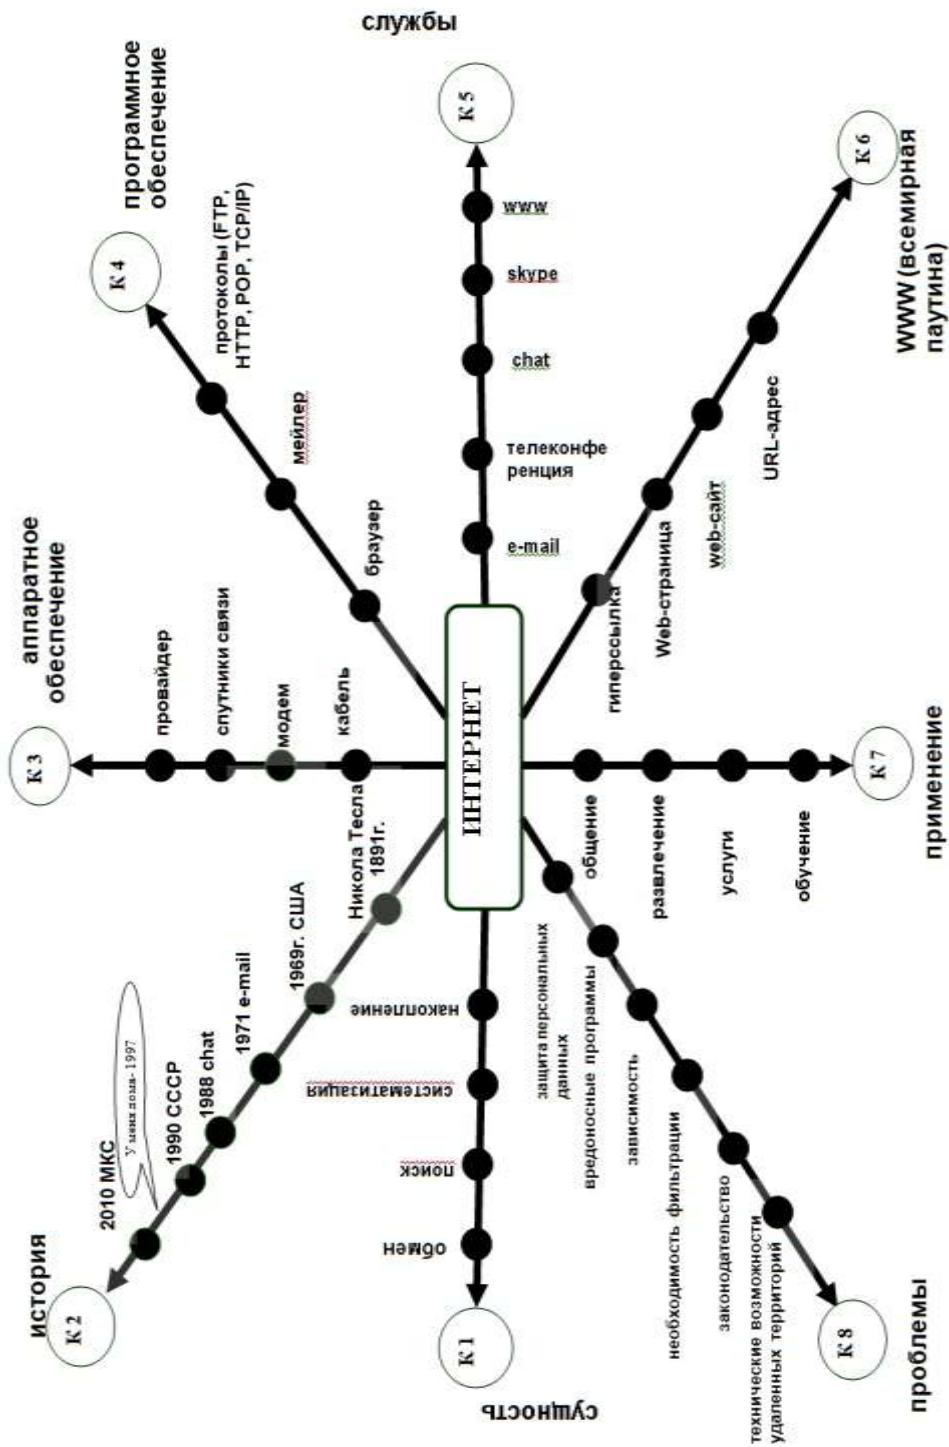 ИНТЕРНЕТ
К 1
сущность
накопление
систематизация
поиск
обмен
К 2
история
Никола Тесла
1891г.
1969г. США
1971 e-mail
1988 chat
1990 СССР
У меня дома- 1997
2010 МКС
К 3
аппаратное
обеспечение
кабель
модем
спутники связи
провайдер
К 4
программное
обеспечение
браузер
мейлер
протоколы (FTP,
HTTP, POP, TCP/IP)
К 5
службы
e-mail
телеконфе
ренция
chat
skype
www
К 6
WWW (всемирная
паутина)
гиперссылка
Web-страница
web-сайт
URL-адрес
К 7
применение
общение
развлечение
услуги
обучение
К 8
проблемы
защита персональных
данных
вредоносные программы
зависимость
необходимость фильтрации
законодательство
технические возможности
удаленных территорий